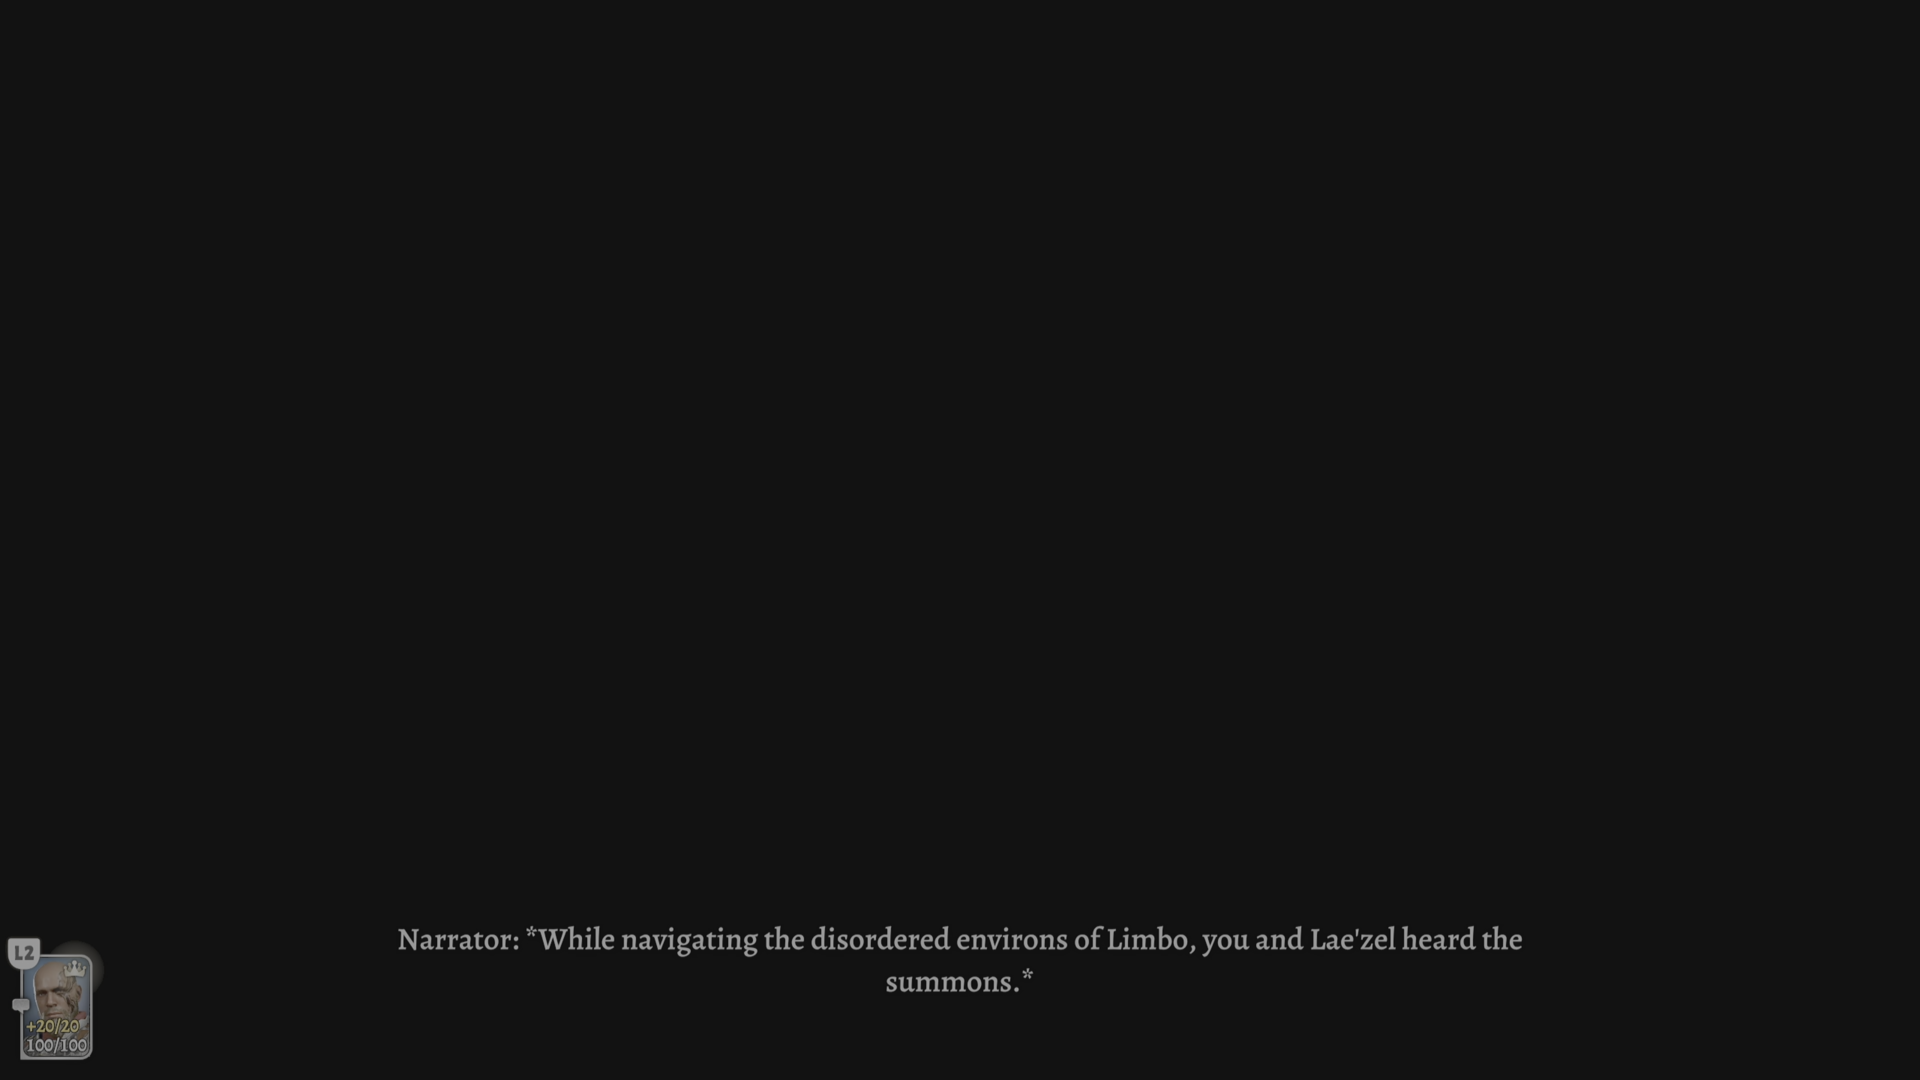 Narrator: *While navigating the disordered environs of Limbo, you and Lae'zel heard the
summons.*
L2
+20/20
100/100